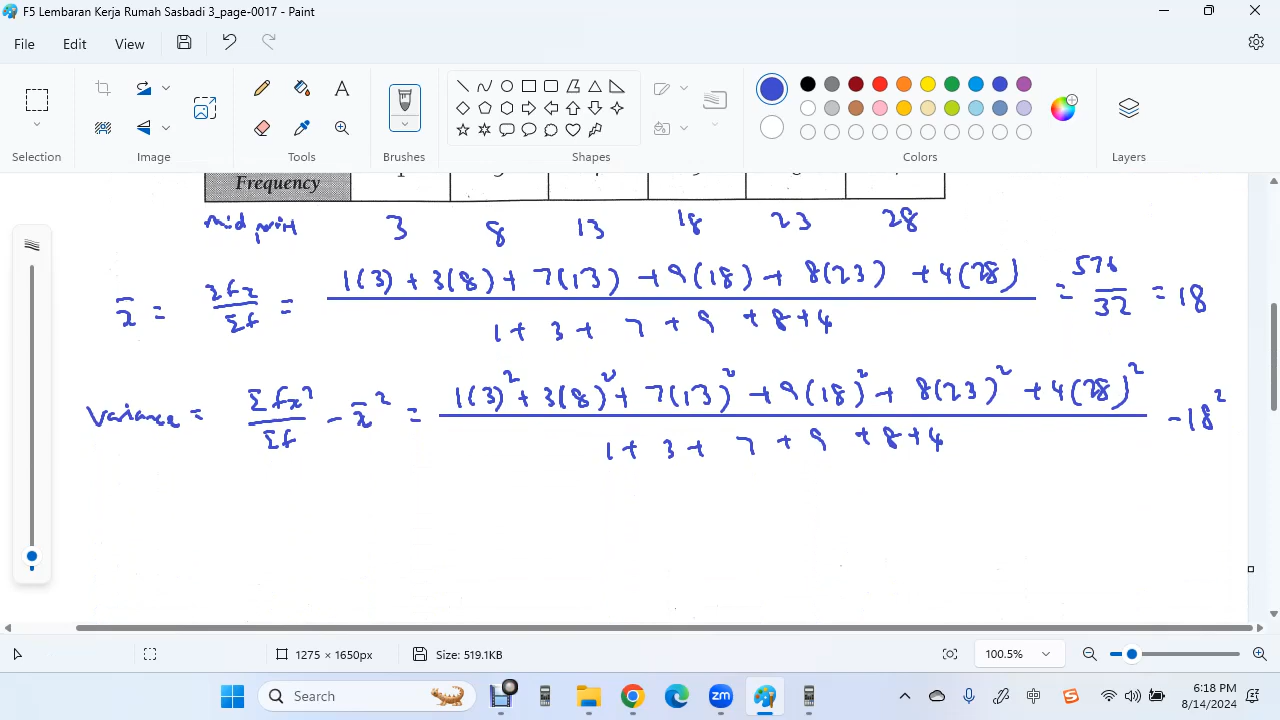 F5 Lembaran Kerja Rumah Sasbadi 3_page-0017 - Paint
File Edit View
Selection Image Tools Brushes Shapes Colors Layers
Frequency
mid point 3 8 13 18 23 28
x̄ = Σfx/Σf = (1(3) + 3(8) + 7(13) + 9(18) + 8(23) + 4(28))/(1 + 3 + 7 + 9 + 8 + 4) = 576/32 = 18
Variance = Σfx²/Σf - x̄² = (1(3)² + 3(8)² + 7(13)² + 9(18)² + 8(23)² + 4(28)²)/(1 + 3 + 7 + 9 + 8 + 4) - 18²
1275 × 1650px Size: 519.1KB 100.5%
Search zm 中 S 6:18 PM
8/14/2024